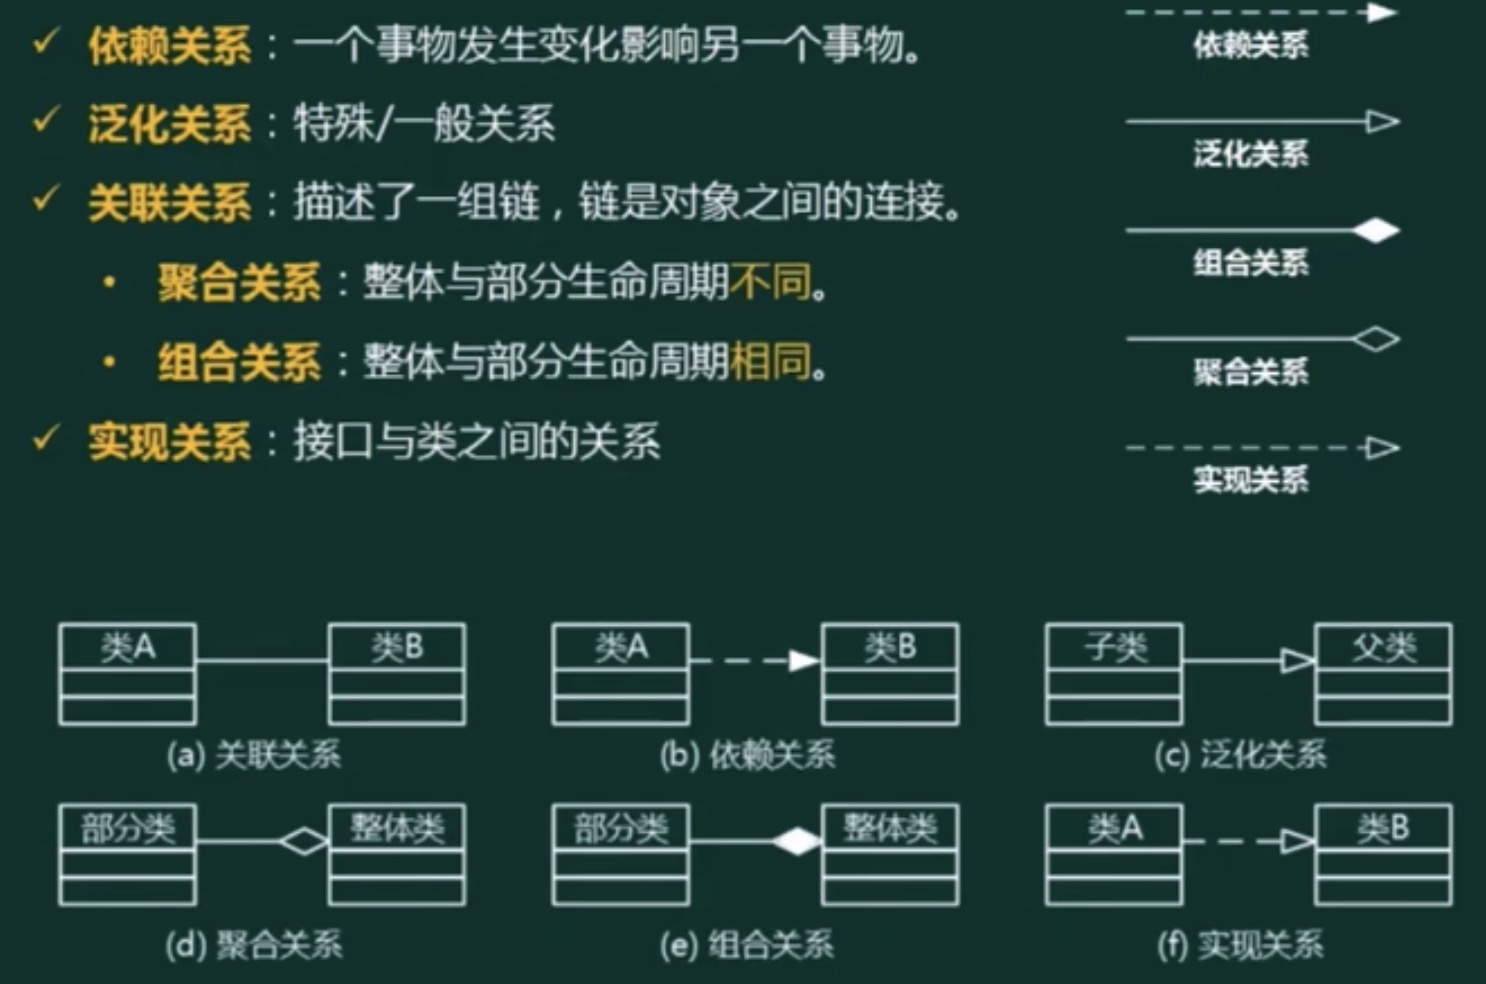 ✓ 依赖关系：一个事物发生变化影响另一个事物。
✓ 泛化关系：特殊/一般关系
✓ 关联关系：描述了一组链，链是对象之间的连接。
• 聚合关系：整体与部分生命周期不同。
• 组合关系：整体与部分生命周期相同。
✓ 实现关系：接口与类之间的关系
依赖关系
泛化关系
组合关系
聚合关系
实现关系
类A 类B
(a) 关联关系
类A 类B
(b) 依赖关系
子类 父类
(c) 泛化关系
部分类 整体类
(d) 聚合关系
部分类 整体类
(e) 组合关系
类A 类B
(f) 实现关系